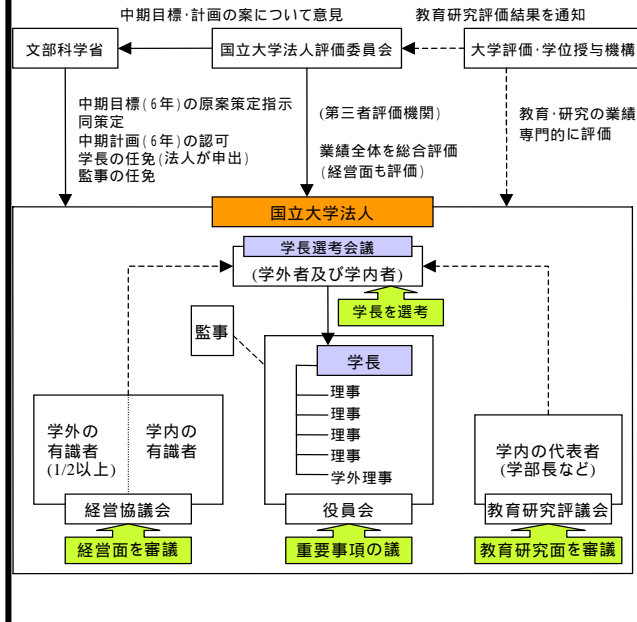 中期目標・計画の案について意見
教育研究評価結果を通知
文部科学省
国立大学法人評価委員会
大学評価・学位授与機構
中期目標(6年)の原案策定指示
同策定
中期計画(6年)の認可
学長の任免(法人が申出)
監事の任免
(第三者評価機関)
業績全体を総合評価
(経営面も評価)
教育・研究の業績
専門的に評価
国立大学法人
学長選考会議
(学外者及び学内者)
学長を選考
監事
学長
理事
理事
理事
理事
学外理事
学外の
有識者
(1/2以上)
学内の
有識者
学内の代表者
(学部長など)
経営協議会
役員会
教育研究評議会
経営面を審議
重要事項の議
教育研究面を審議